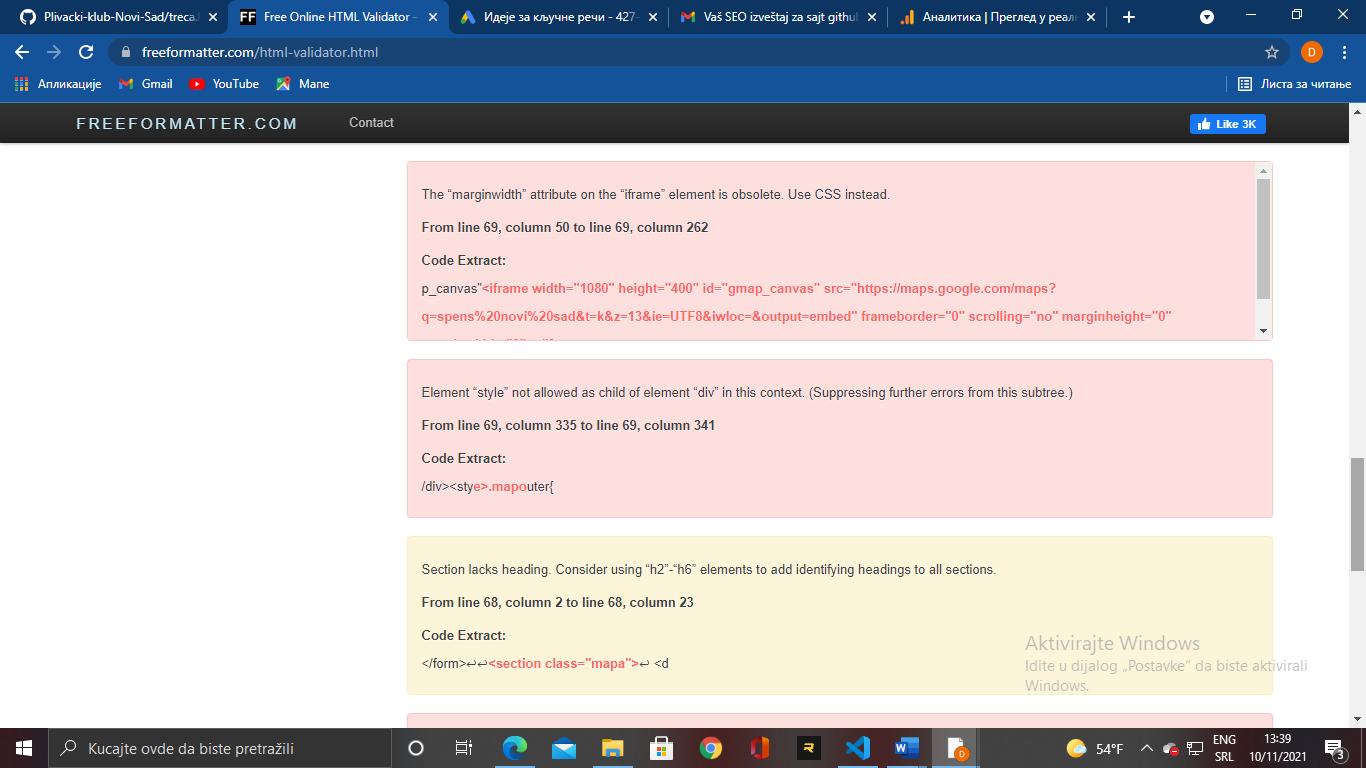 Plivacki-klub-Novi-Sad/treca.
Free Online HTML Validator -
Идеје за кључне речи - 427-
Vaš SEO izveštaj za sajt githu
Аналитика | Преглед у реал
freeformatter.com/html-validator.html
D
Апликације
Gmail
YouTube
Мапе
Листа за читање
FREEFORMATTER.COM
Contact
Like 3K
The “marginwidth” attribute on the “iframe” element is obsolete. Use CSS instead.
From line 69, column 50 to line 69, column 262
Code Extract:
p_canvas"<iframe width="1080" height="400" id="gmap_canvas" src="https://maps.google.com/maps?
q=spens%20novi%20sad&t=k&z=13&ie=UTF8&iwloc=&output=embed" frameborder="0" scrolling="no" marginheight="0"
Element “style” not allowed as child of element “div” in this context. (Suppressing further errors from this subtree.)
From line 69, column 335 to line 69, column 341
Code Extract:
/div><stye>.mapouter{
Section lacks heading. Consider using “h2”-“h6” elements to add identifying headings to all sections.
From line 68, column 2 to line 68, column 23
Code Extract:
</form>↩↩<section class="mapa">↩ <d
Aktivirajte Windows
Idite u dijalog „Postavke“ da biste aktivirali
Windows.
Kucajte ovde da biste pretražili
54°F
ENG
SRL
13:39
10/11/2021
3